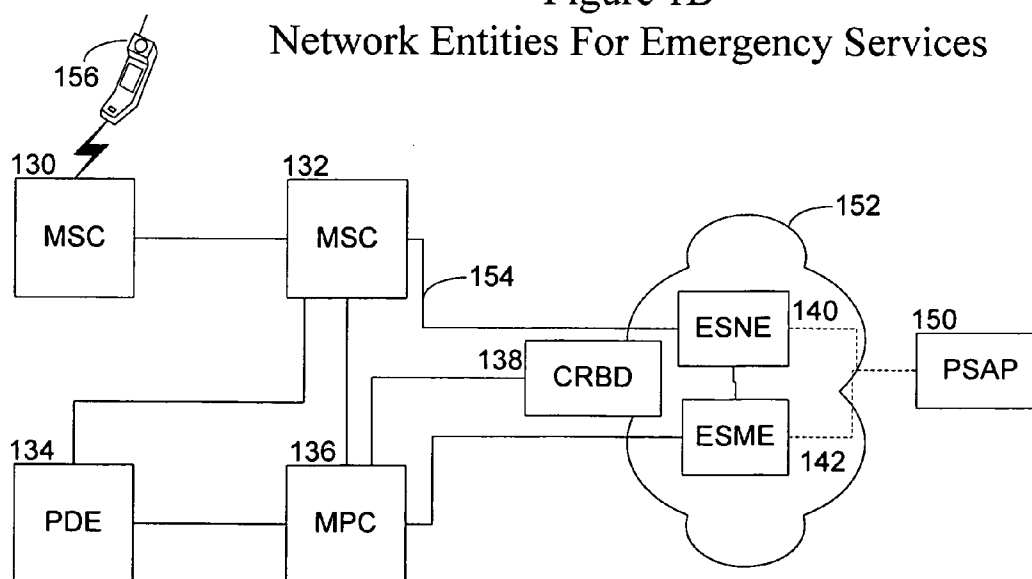 Figure 1B
Network Entities For Emergency Services
156
130
132
MSC
MSC
152
154
140
ESNE
150
138
CRBD
PSAP
ESME
142
134
136
PDE
MPC